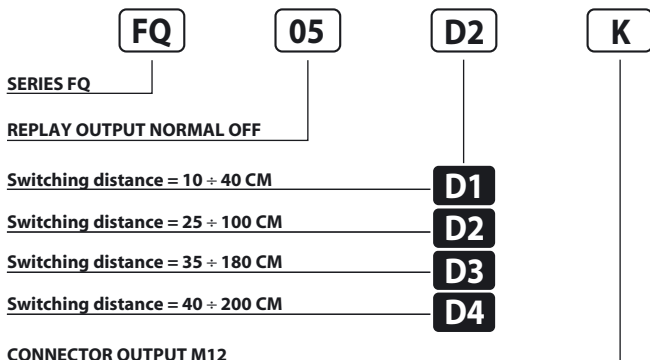 FQ 05 D2 K
SERIES FQ
REPLAY OUTPUT NORMAL OFF
Switching distance = 10 ÷ 40 CM D1
Switching distance = 25 ÷ 100 CM D2
Switching distance = 35 ÷ 180 CM D3
Switching distance = 40 ÷ 200 CM D4
CONNECTOR OUTPUT M12